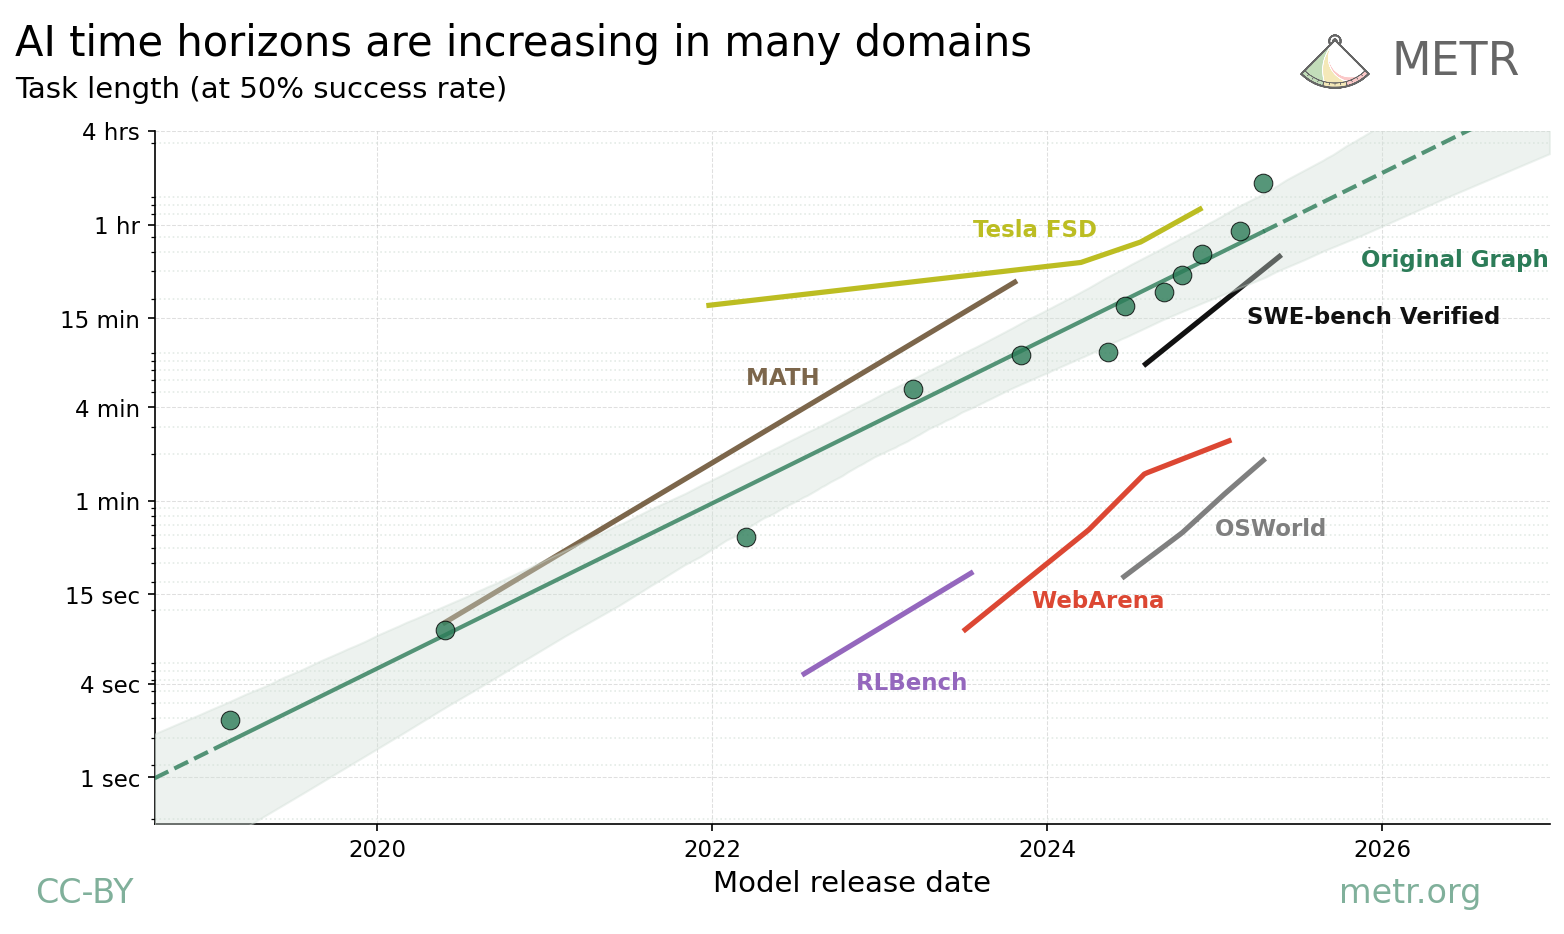 AI time horizons are increasing in many domains
Task length (at 50% success rate)
METR
4 hrs
1 hr
15 min
4 min
1 min
15 sec
4 sec
1 sec
Tesla FSD
Original Graph
SWE-bench Verified
MATH
OSWorld
WebArena
RLBench
2020
2022
2024
2026
Model release date
CC-BY
metr.org